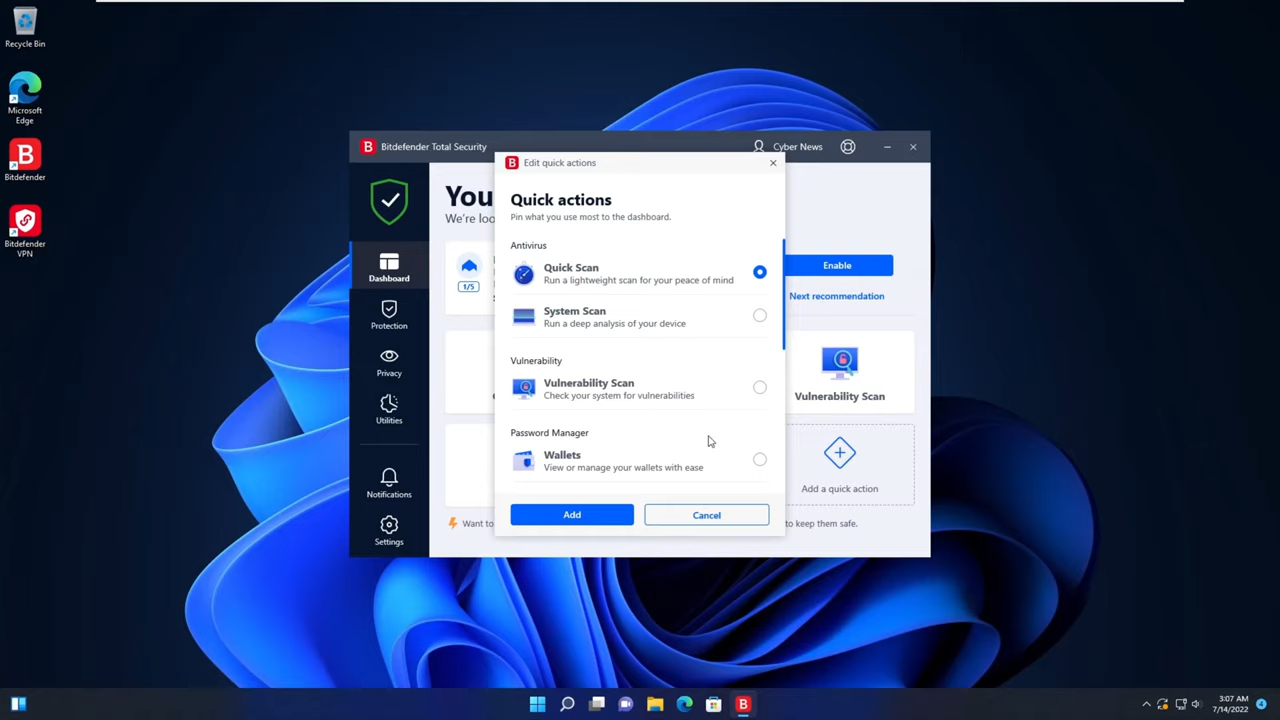 Recycle Bin
Microsoft
Edge
Bitdefender
Bitdefender
VPN
B Bitdefender Total Security
Cyber News
B Edit quick actions
You
We're loo
Quick actions
Pin what you use most to the dashboard.
Antivirus
Quick Scan
Run a lightweight scan for your peace of mind
System Scan
Run a deep analysis of your device
Vulnerability
Vulnerability Scan
Check your system for vulnerabilities
Password Manager
Wallets
View or manage your wallets with ease
Add
Cancel
Dashboard
Protection
Privacy
Utilities
Notifications
Settings
1/5
Enable
Next recommendation
Vulnerability Scan
Add a quick action
Want to
to keep them safe.
3:07 AM
7/14/2022
4